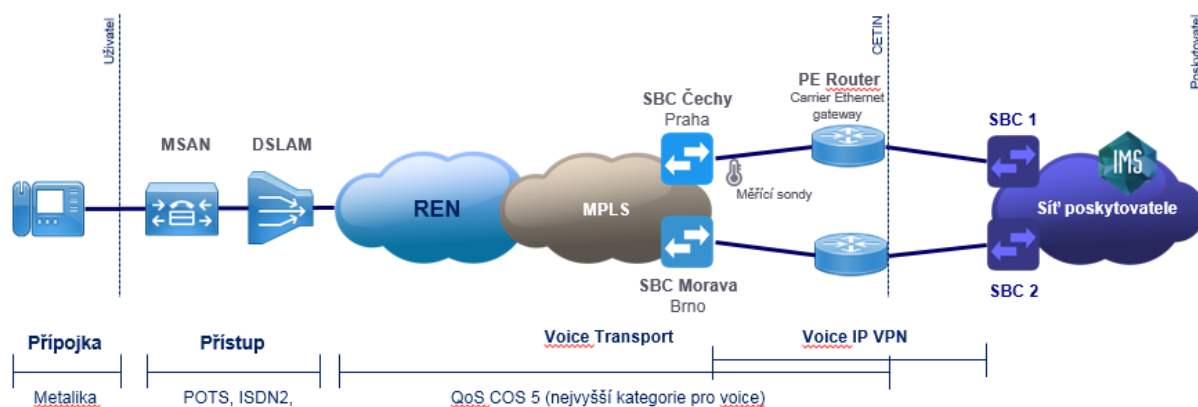 Uživatel
CETIN
Poskytovatel
PE Router
Carrier Ethernet
gateway
SBC Čechy
Praha
SBC 1
MSAN
DSLAM
IMS
Měřící sondy
REN
MPLS
Síť poskytovatele
SBC Morava
Brno
SBC 2
Přípojka
Přístup
Voice Transport
Voice IP VPN
Metalika
POTS, ISDN2,
QoS COS 5 (nejvyšší kategorie pro voice)